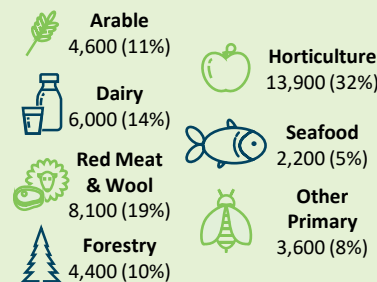 Arable
4,600 (11%)
Dairy
6,000 (14%)
Red Meat
& Wool
8,100 (19%)
Forestry
4,400 (10%)
Horticulture
13,900 (32%)
Seafood
2,200 (5%)
Other
Primary
3,600 (8%)